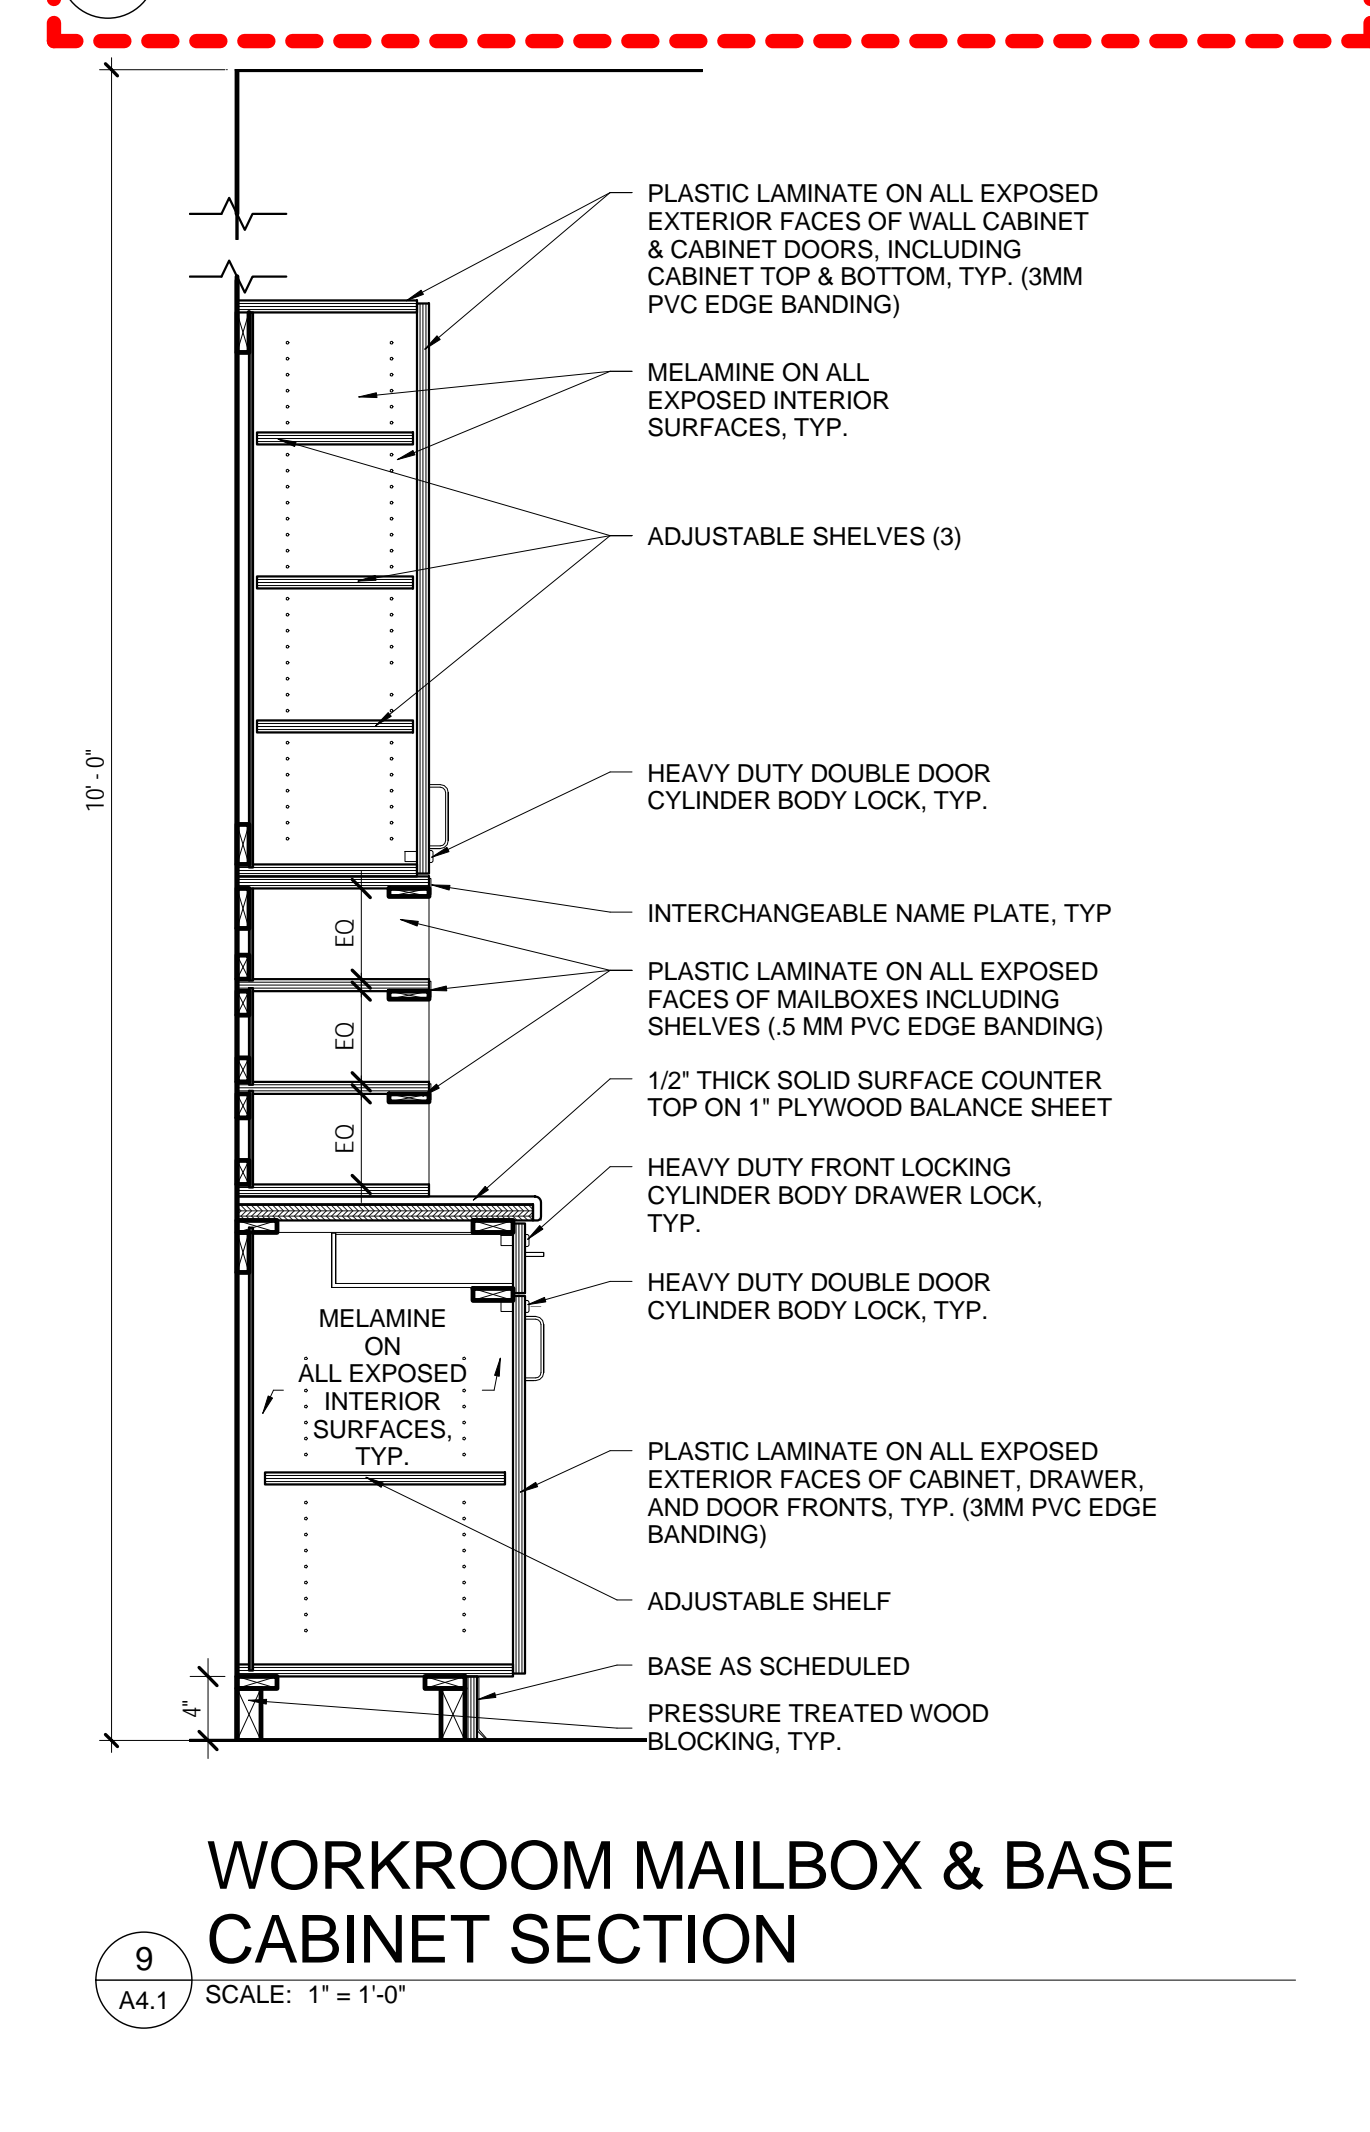 PLASTIC LAMINATE ON ALL EXPOSED
EXTERIOR FACES OF WALL CABINET
& CABINET DOORS, INCLUDING
CABINET TOP & BOTTOM, TYP. (3MM
PVC EDGE BANDING)
MELAMINE ON ALL
EXPOSED INTERIOR
SURFACES, TYP.
ADJUSTABLE SHELVES (3)
10' - 0"
HEAVY DUTY DOUBLE DOOR
CYLINDER BODY LOCK, TYP.
INTERCHANGEABLE NAME PLATE, TYP
EQ
PLASTIC LAMINATE ON ALL EXPOSED
FACES OF MAILBOXES INCLUDING
SHELVES (.5 MM PVC EDGE BANDING)
EQ
1/2" THICK SOLID SURFACE COUNTER
TOP ON 1" PLYWOOD BALANCE SHEET
EQ
HEAVY DUTY FRONT LOCKING
CYLINDER BODY DRAWER LOCK,
TYP.
HEAVY DUTY DOUBLE DOOR
CYLINDER BODY LOCK, TYP.
MELAMINE
ON
ALL EXPOSED
INTERIOR
SURFACES,
TYP.
PLASTIC LAMINATE ON ALL EXPOSED
EXTERIOR FACES OF CABINET, DRAWER,
AND DOOR FRONTS, TYP. (3MM PVC EDGE
BANDING)
ADJUSTABLE SHELF
BASE AS SCHEDULED
4"
PRESSURE TREATED WOOD
BLOCKING, TYP.
WORKROOM MAILBOX & BASE
CABINET SECTION
9
A4.1
SCALE: 1" = 1'-0"